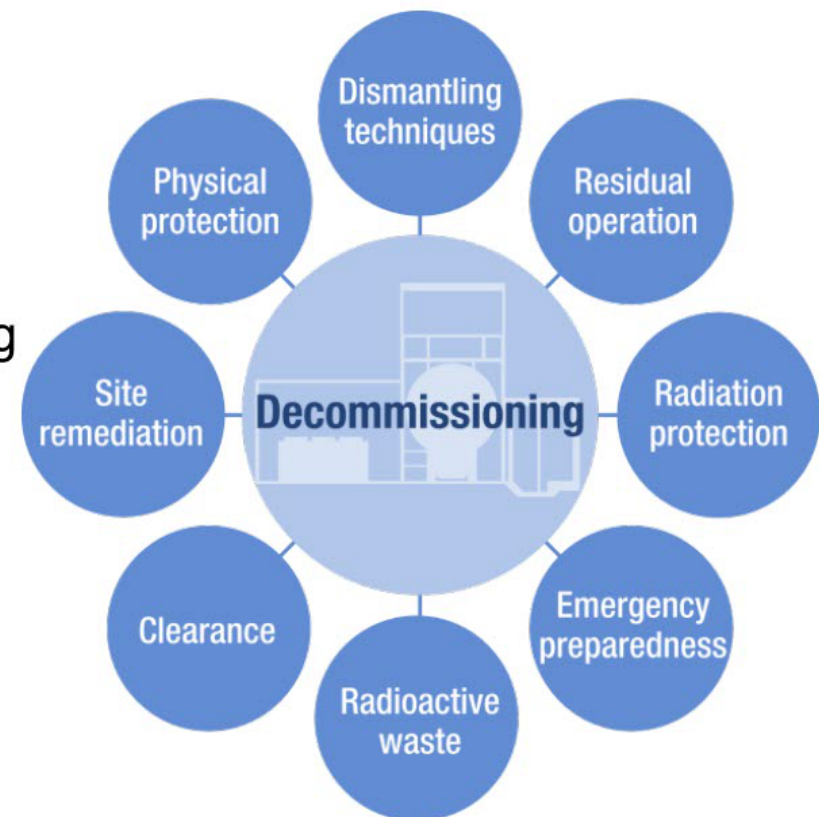 Dismantling
techniques
Physical
protection
Residual
operation
g
Site
remediation
Decommissioning
Radiation
protection
Clearance
Emergency
preparedness
Radioactive
waste